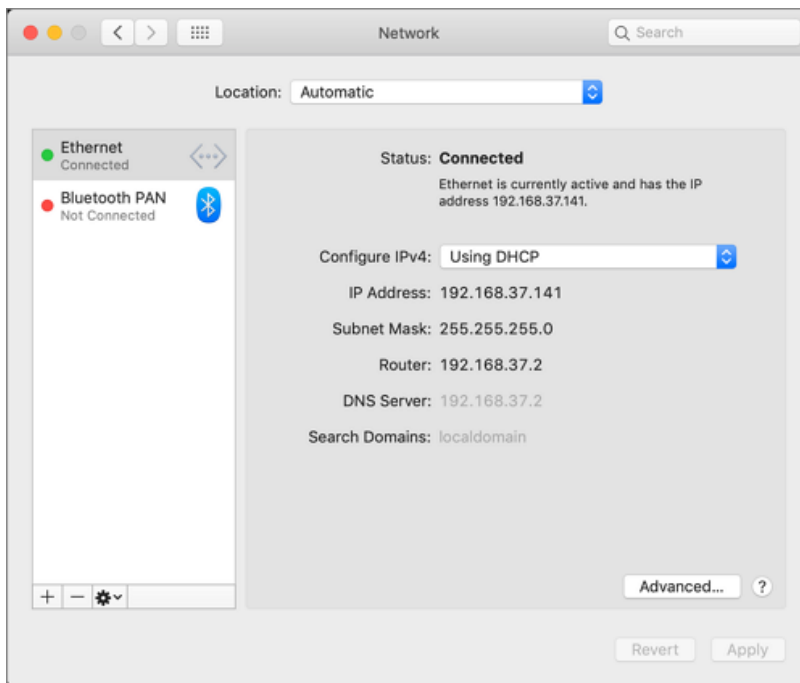 Network
Search
Location: Automatic
Ethernet
Connected
Bluetooth PAN
Not Connected
Status: Connected
Ethernet is currently active and has the IP
address 192.168.37.141.
Configure IPv4: Using DHCP
IP Address: 192.168.37.141
Subnet Mask: 255.255.255.0
Router: 192.168.37.2
DNS Server: 192.168.37.2
Search Domains: localdomain
Advanced... ?
Revert Apply